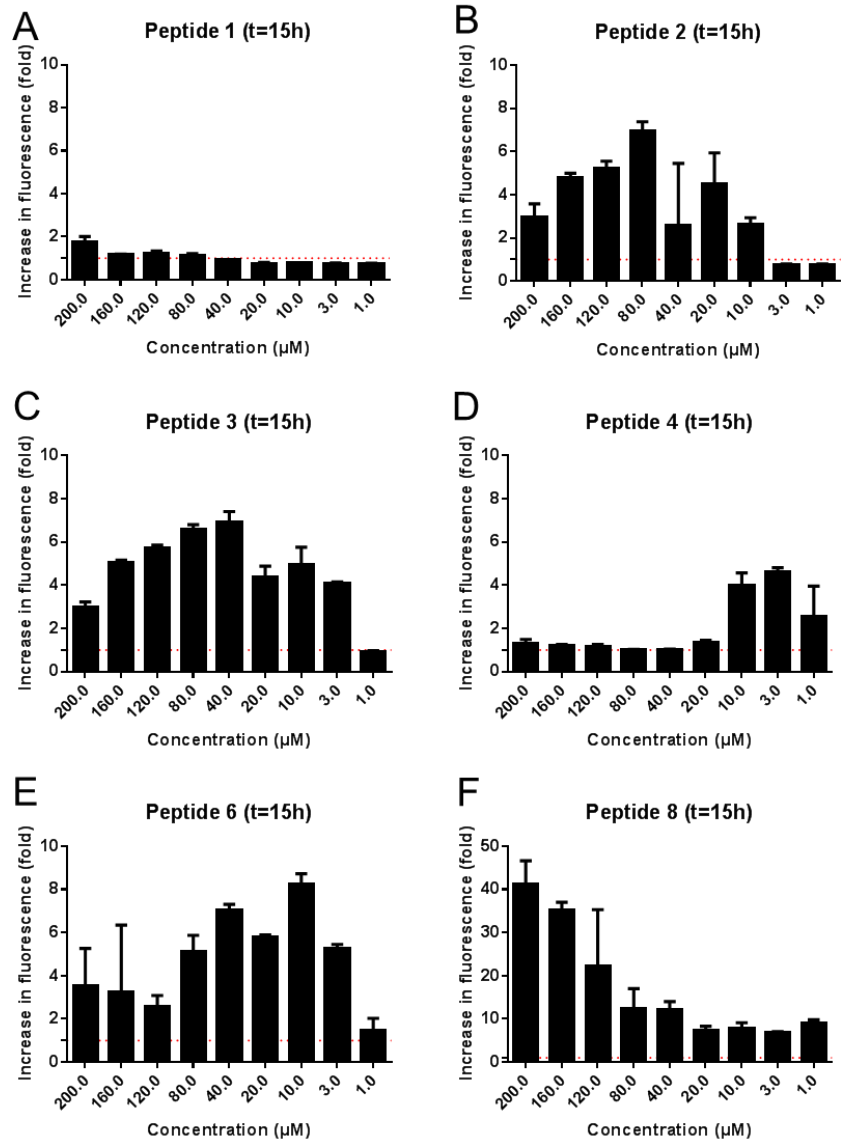 A
Peptide 1 (t=15h)
Increase in fluorescence (fold)
10
8
6
4
2
0
200.0 160.0 120.0 80.0 40.0 20.0 10.0 3.0 1.0
Concentration (µM)
B
Peptide 2 (t=15h)
Increase in fluorescence (fold)
10
8
6
4
2
0
200.0 160.0 120.0 80.0 40.0 20.0 10.0 3.0 1.0
Concentration (µM)
C
Peptide 3 (t=15h)
Increase in fluorescence (fold)
10
8
6
4
2
0
200.0 160.0 120.0 80.0 40.0 20.0 10.0 3.0 1.0
Concentration (µM)
D
Peptide 4 (t=15h)
Increase in fluorescence (fold)
10
8
6
4
2
0
200.0 160.0 120.0 80.0 40.0 20.0 10.0 3.0 1.0
Concentration (µM)
E
Peptide 6 (t=15h)
Increase in fluorescence (fold)
10
8
6
4
2
0
200.0 160.0 120.0 80.0 40.0 20.0 10.0 3.0 1.0
Concentration (µM)
F
Peptide 8 (t=15h)
Increase in fluorescence (fold)
50
40
30
20
10
0
200.0 160.0 120.0 80.0 40.0 20.0 10.0 3.0 1.0
Concentration (µM)